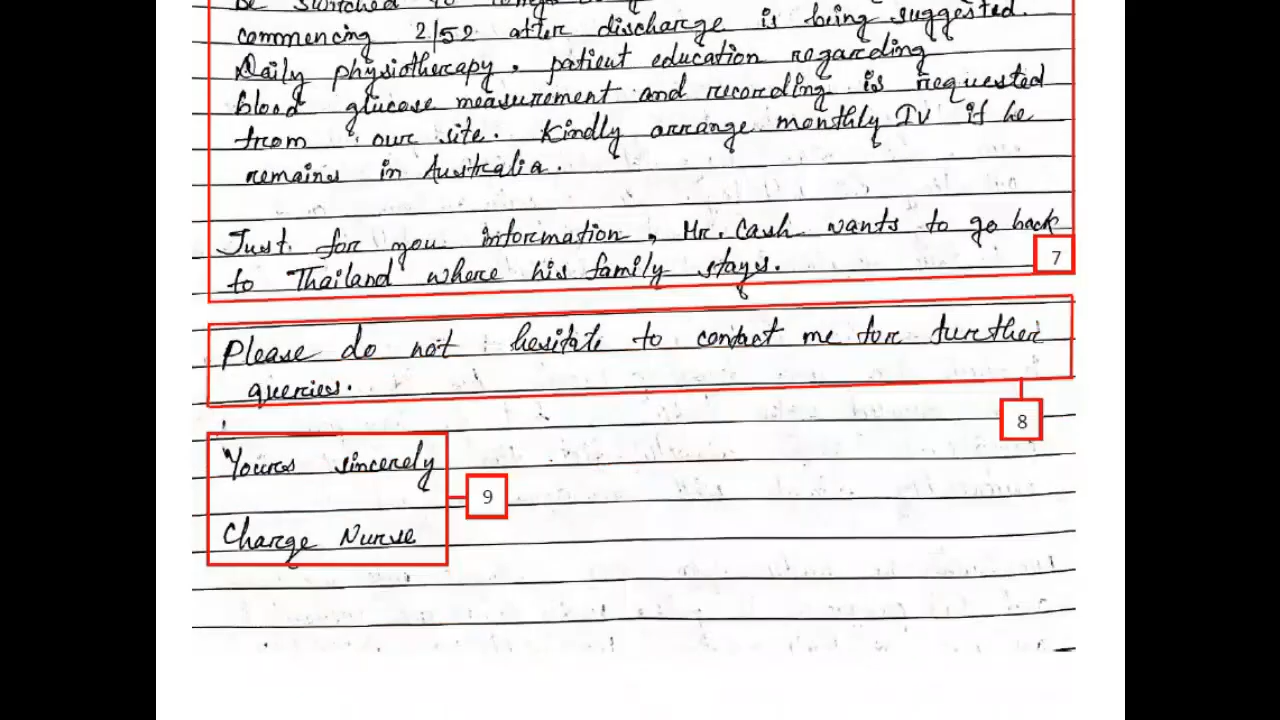 be switched to
commencing 2/52 after discharge is being suggested.
Daily physiotherapy, patient education regarding
blood glucose measurement and recording is requested
from our site. Kindly arrange monthly IV if he
remains in Australia.
Just for you information, Mr. Cash wants to go back
to Thailand where his family stays.
7
Please do not hesitate to contact me for further
queries.
8
Yours sincerely
9
Charge Nurse